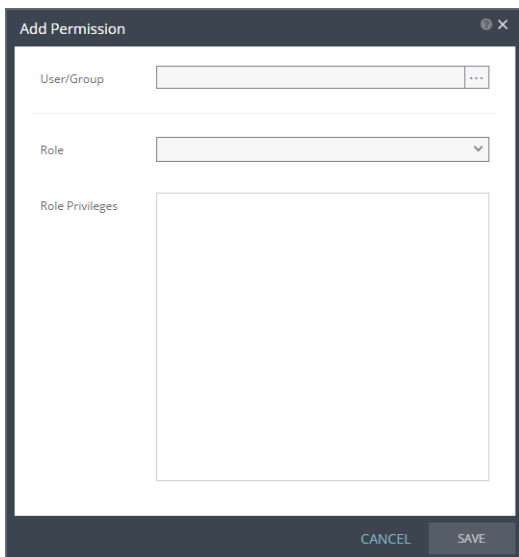 Add Permission
User/Group
...
Role
Role Privileges
CANCEL SAVE